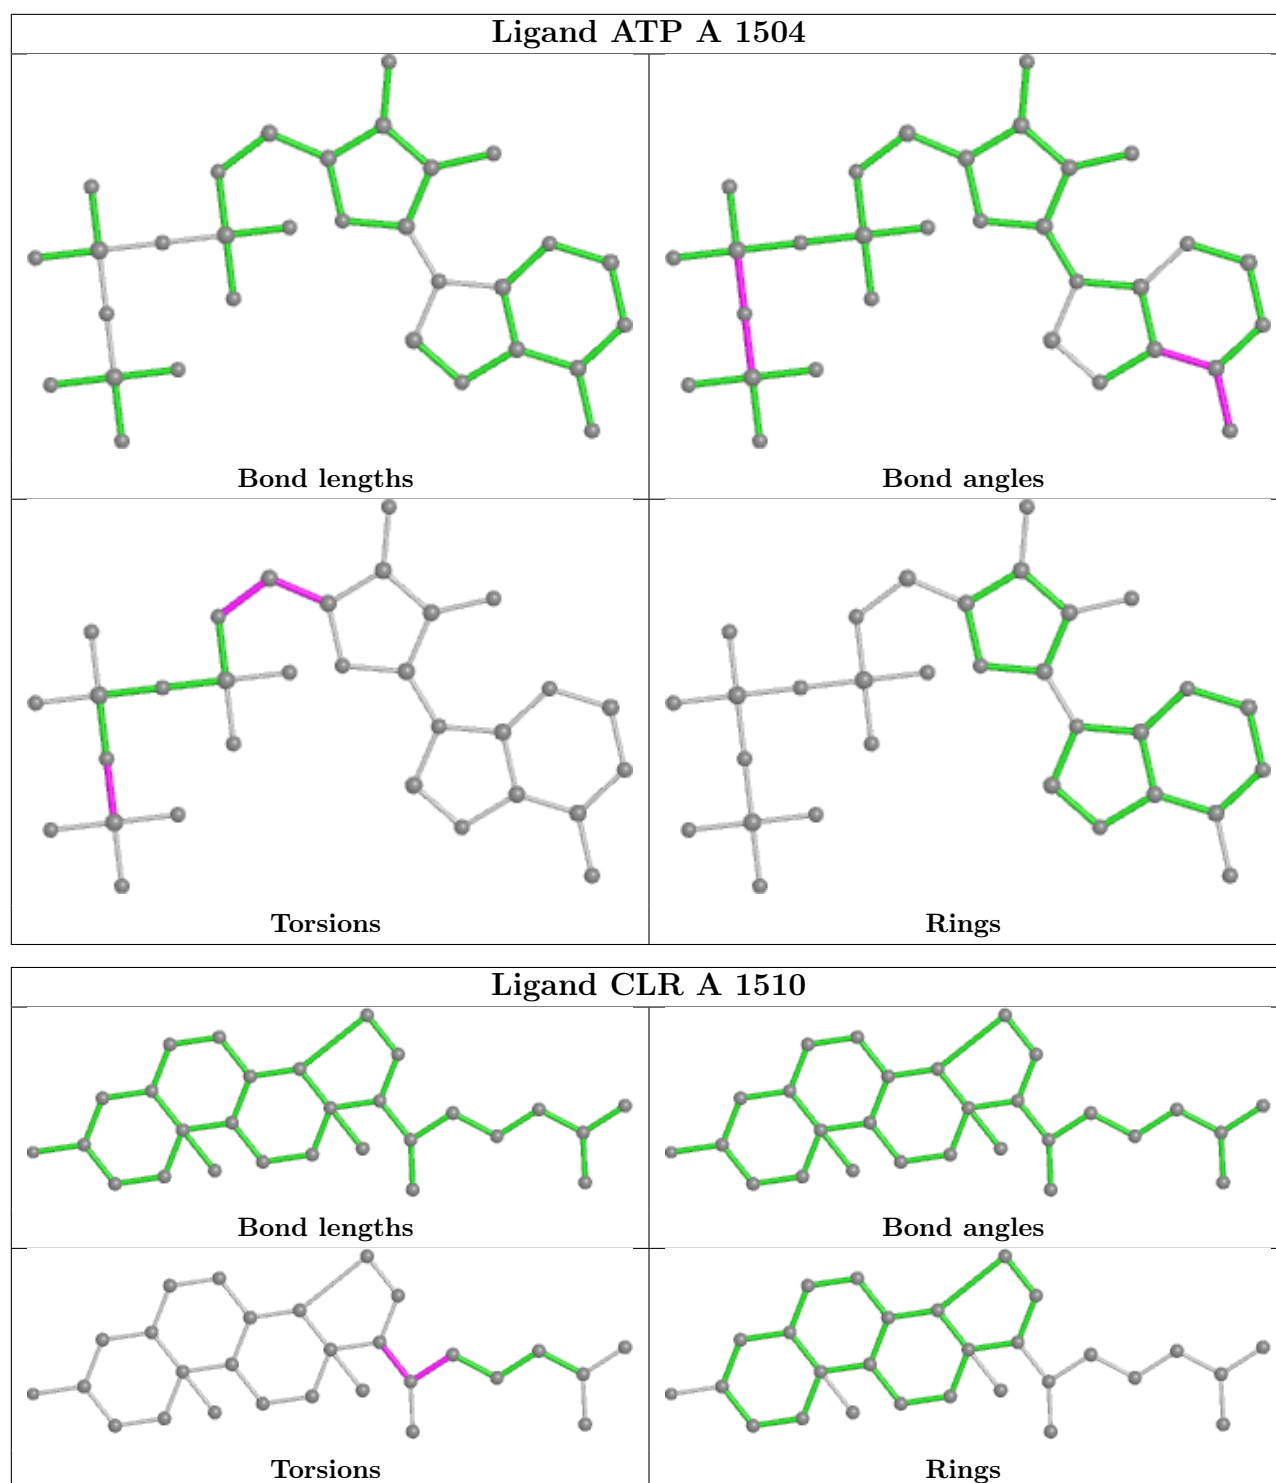 Ligand ATP A 1504
Bond lengths
Bond angles
Torsions
Rings
Ligand CLR A 1510
Bond lengths
Bond angles
Torsions
Rings